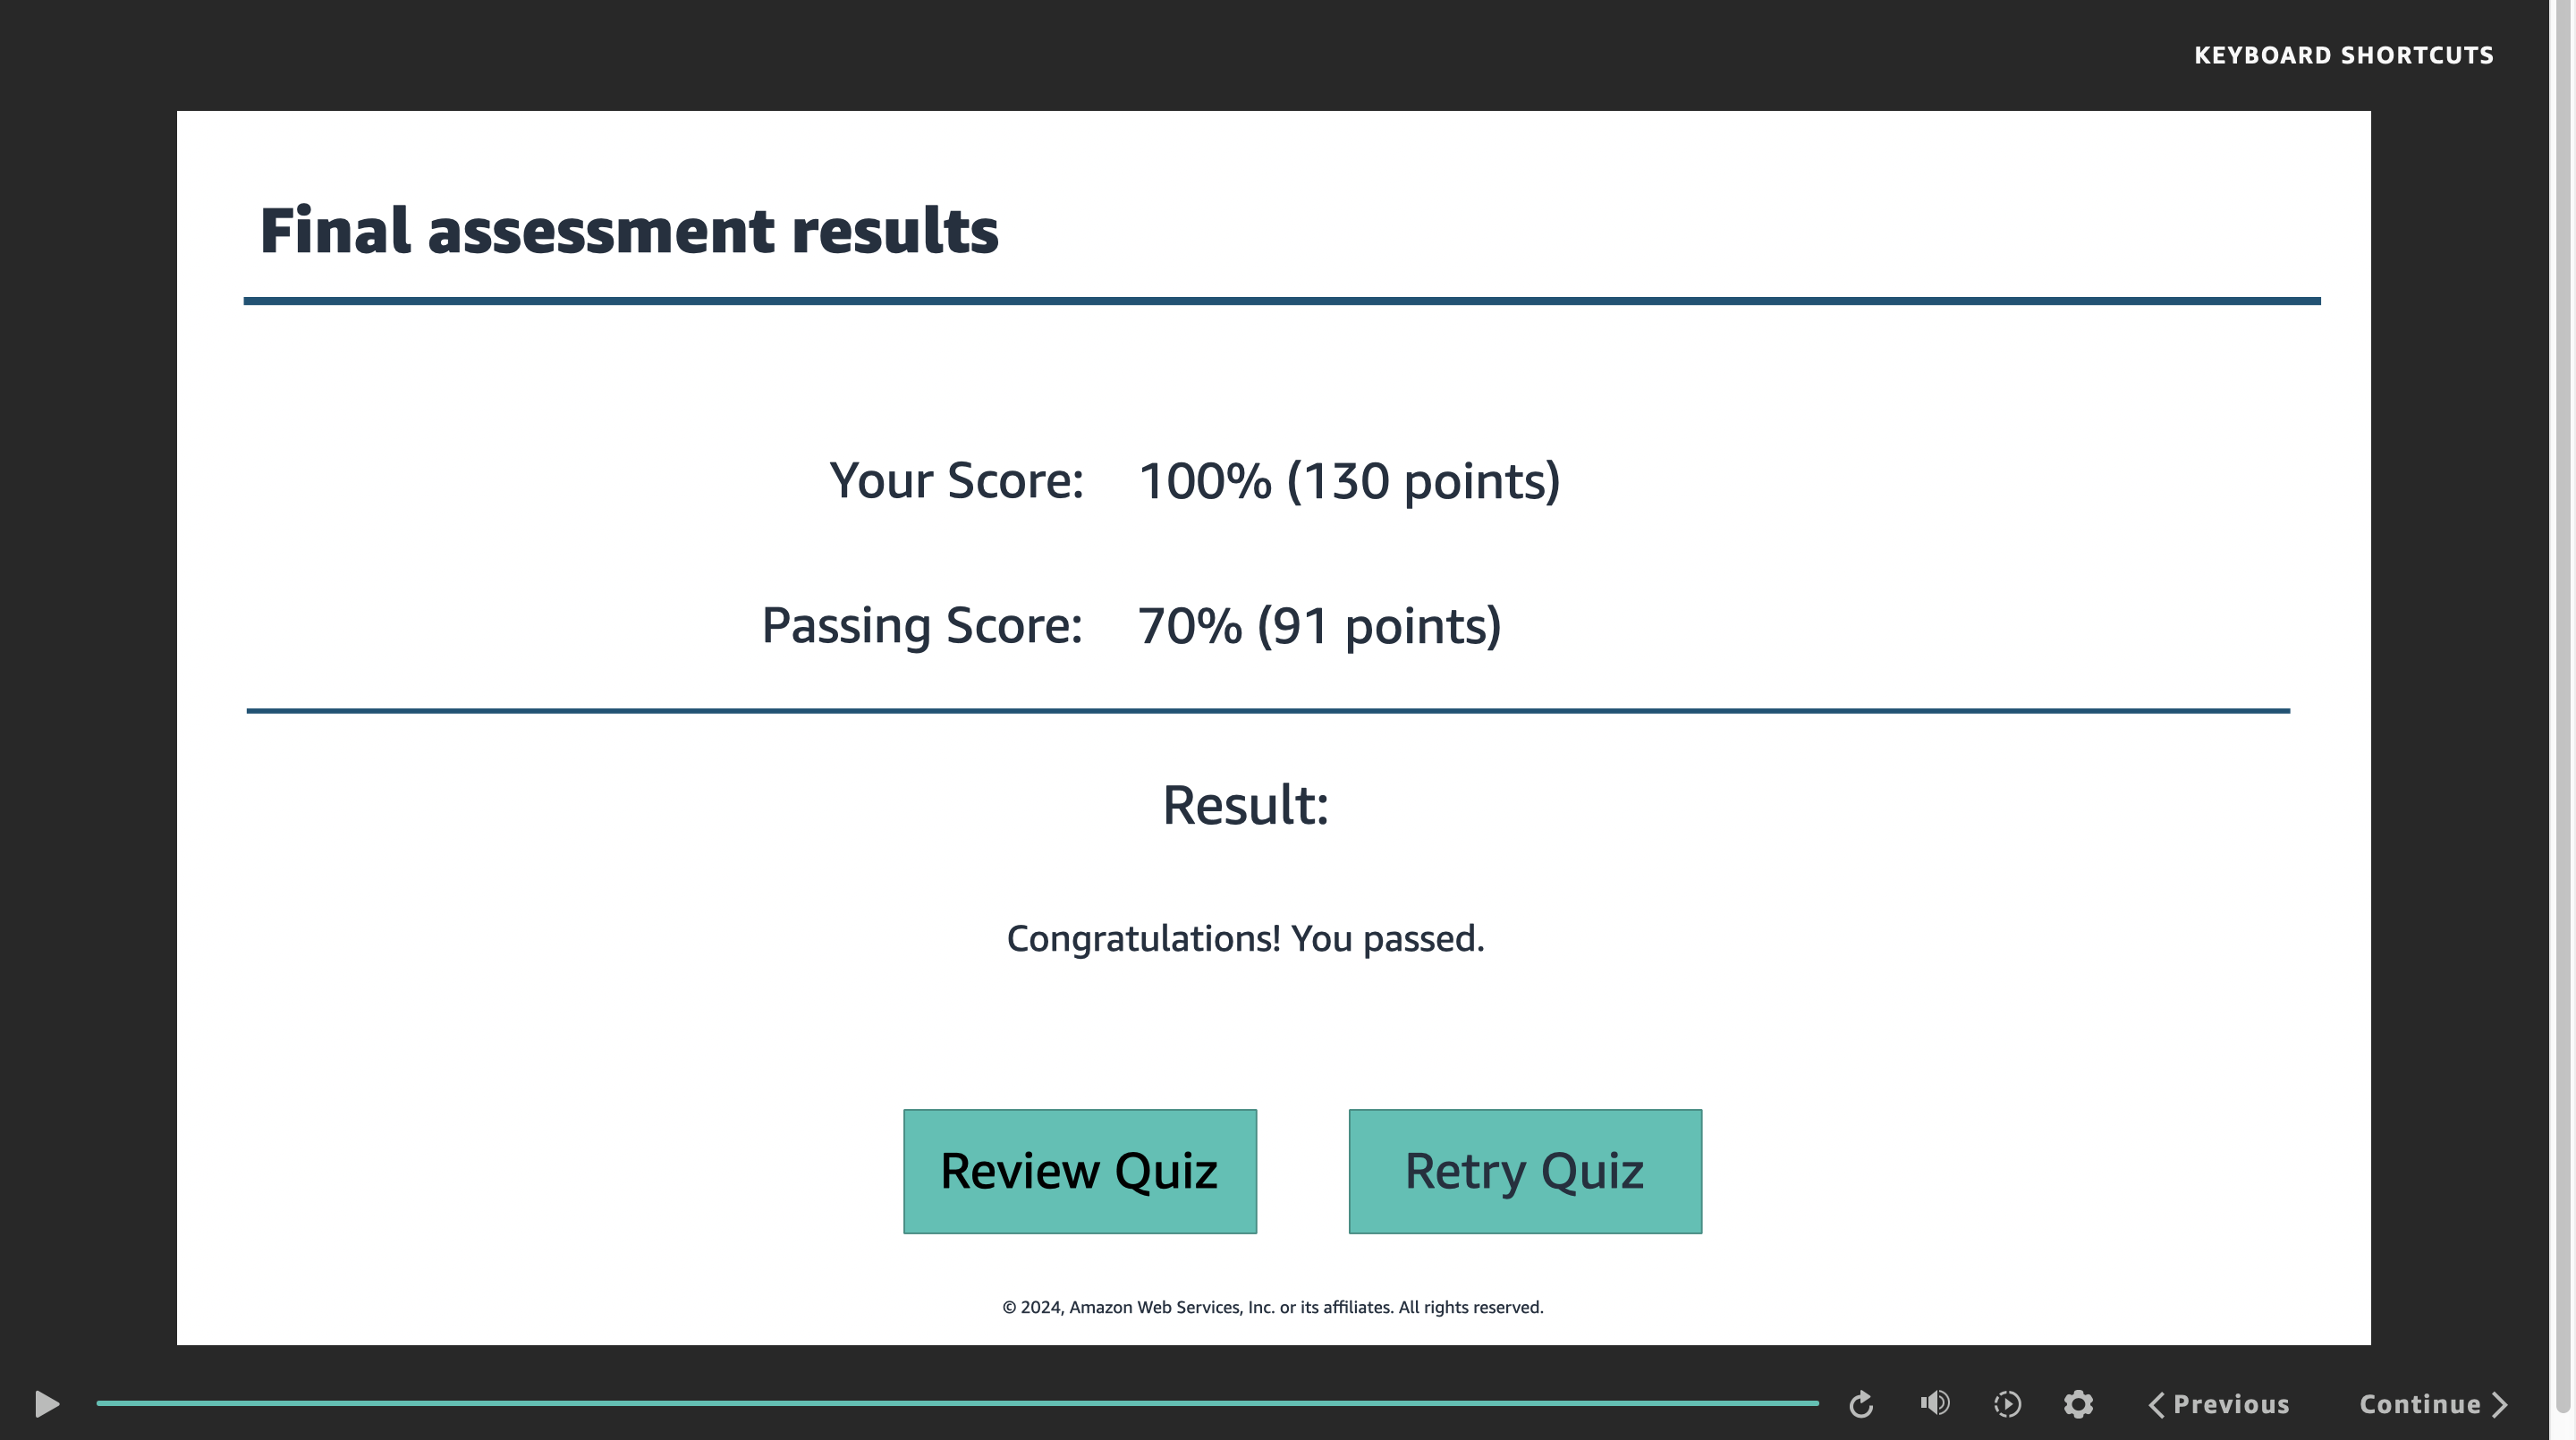 KEYBOARD SHORTCUTS
Final assessment results
Your Score: 100% (130 points)
Passing Score: 70% (91 points)
Result:
Congratulations! You passed.
Review Quiz Retry Quiz
© 2024, Amazon Web Services, Inc. or its affiliates. All rights reserved.
Previous Continue